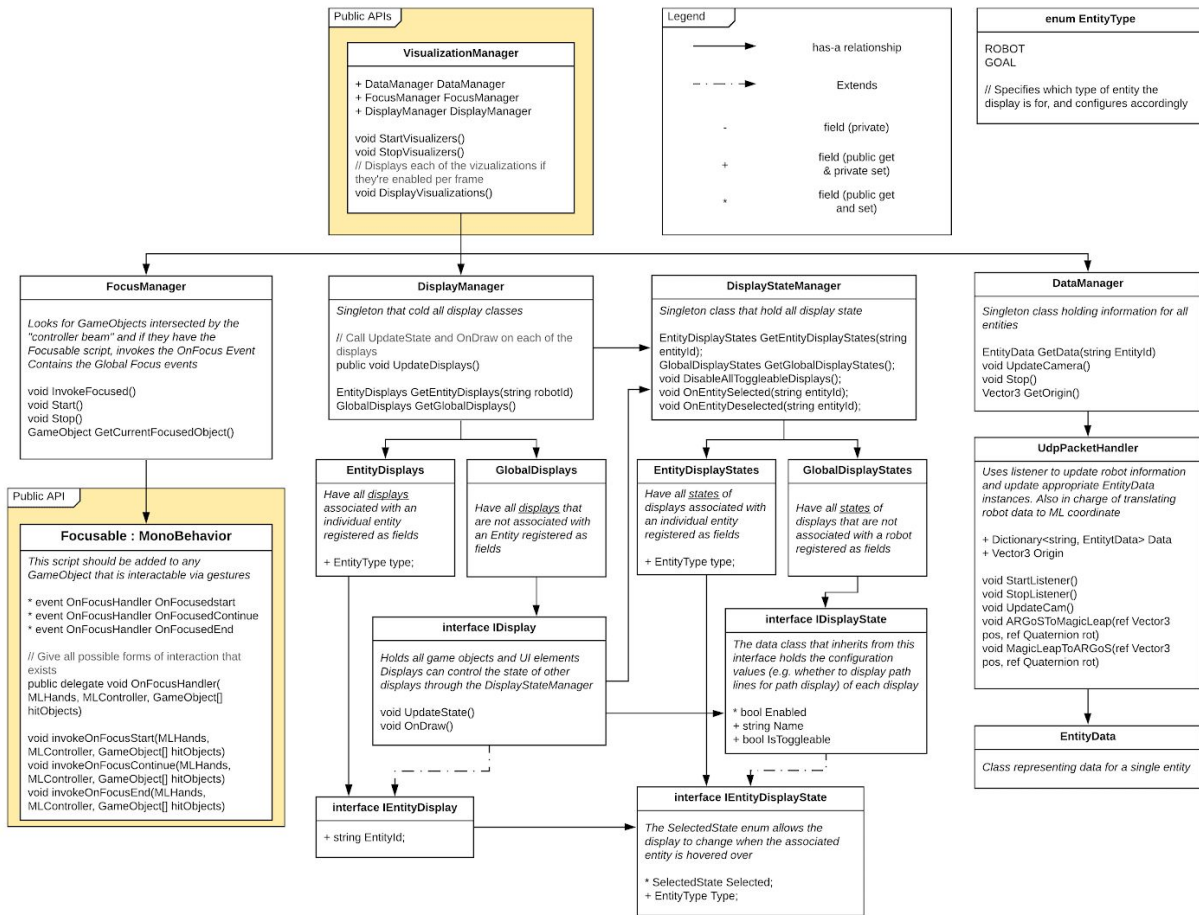 Public APIs
VisualizationManager
+ DataManager DataManager
+ FocusManager FocusManager
+ DisplayManager DisplayManager
void StartVisualizers()
void StopVisualizers()
// Displays each of the vizualizations if
they're enabled per frame
void DisplayVisualizations()
Legend
has-a relationship
Extends
-
field (private)
+
field (public get
& private set)
*
field (public get
and set)
enum EntityType
ROBOT
GOAL
// Specifies which type of entity the
display is for, and configures accordingly
FocusManager
Looks for GameObjects intersected by the
"controller beam" and if they have the
Focusable script, invokes the OnFocus Event
Contains the Global Focus events
void InvokeFocused()
void Start()
void Stop()
GameObject GetCurrentFocusedObject()
DisplayManager
Singleton that cold all display classes
// Call UpdateState and OnDraw on each of the
displays
public void UpdateDisplays()
EntityDisplays GetEntityDisplays(string robotId)
GlobalDisplays GetGlobalDisplays()
DisplayStateManager
Singleton class that hold all display state
EntityDisplayStates GetEntityDisplayStates(string
entityId);
GlobalDisplayStates GetGlobalDisplayStates();
void DisableAllToggleableDisplays();
void OnEntitySelected(string entityId);
void OnEntityDeselected(string entityId);
DataManager
Singleton class holding information for all
entities
EntityData GetData(string EntityId)
void UpdateCamera()
void Stop()
Vector3 GetOrigin()
EntityDisplays
Have all displays
associated with an
individual entity
registered as fields
+ EntityType type;
GlobalDisplays
Have all displays that
are not associated with
an Entity registered as
fields
EntityDisplayStates
Have all states of
displays associated with
an individual entity
registered as fields
+ EntityType type;
GlobalDisplayStates
Have all states of
displays that are not
associated with a robot
registered as fields
UdpPacketHandler
Uses listener to update robot information
and update appropriate EntityData
instances. Also in charge of translating
robot data to ML coordinate
+ Dictionary<string, EntitytData> Data
+ Vector3 Origin
void StartListener()
void StopListener()
void UpdateCam()
void ARGoSToMagicLeap(ref Vector3
pos, ref Quaternion rot)
void MagicLeapToARGoS(ref Vector3
pos, ref Quaternion rot)
Public API
Focusable : MonoBehavior
This script should be added to any
GameObject that is interactable via gestures
* event OnFocusHandler OnFocusedstart
* event OnFocusHandler OnFocusedContinue
* event OnFocusHandler OnFocusedEnd
// Give all possible forms of interaction that
exists
public delegate void OnFocusHandler(
MLHands, MLController, GameObject[]
hitObjects)
void invokeOnFocusStart(MLHands,
MLController, GameObject[] hitObjects)
void invokeOnFocusContinue(MLHands,
MLController, GameObject[] hitObjects)
void invokeOnFocusEnd(MLHands,
MLController, GameObject[] hitObjects)
interface IDisplay
Holds all game objects and UI elements
Displays can control the state of other
displays through the DisplayStateManager
void UpdateState()
void OnDraw()
interface IDisplayState
The data class that inherits from this
interface holds the configuration
values (e.g. whether to display path
lines for path display) of each display
* bool Enabled
+ string Name
+ bool IsToggleable
EntityData
Class representing data for a single entity
interface IEntityDisplay
+ string EntityId;
interface IEntityDisplayState
The SelectedState enum allows the
display to change when the associated
entity is hovered over
* SelectedState Selected;
+ EntityType Type;